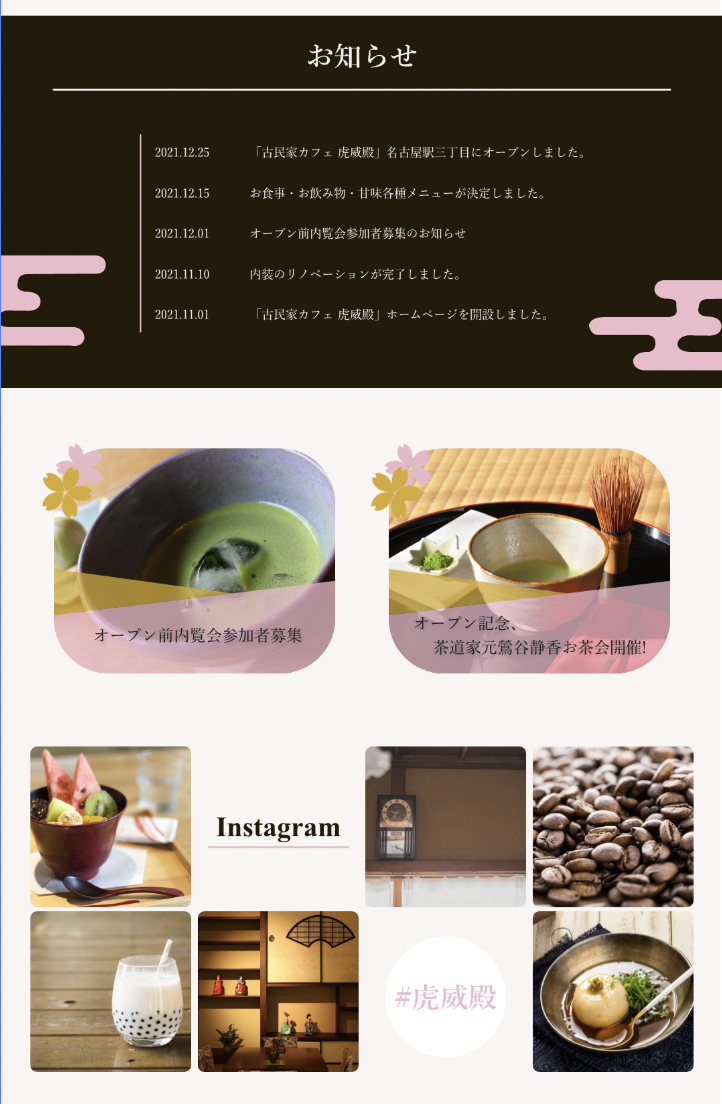 お知らせ
2021.12.25 「古民家カフェ 虎威殿」名古屋駅三丁目にオープンしました。
2021.12.15 お食事・お飲み物・甘味各種メニューが決定しました。
2021.12.01 オープン前内覧会参加者募集のお知らせ
2021.11.10 内装のリノベーションが完了しました。
2021.11.01 「古民家カフェ 虎威殿」ホームページを開設しました。
オープン前内覧会参加者募集
オープン記念、
茶道家元鶯谷静香お茶会開催!
Instagram
#虎威殿